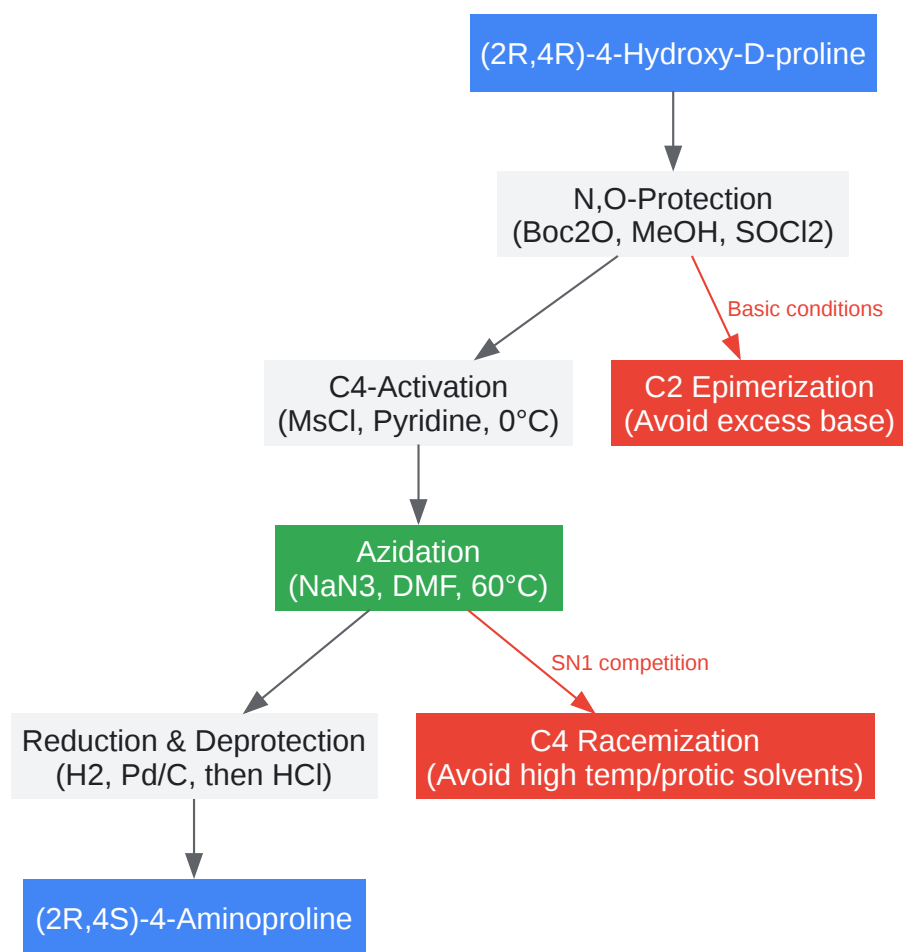 (2R,4R)-4-Hydroxy-D-proline
N,O-Protection
(Boc2O, MeOH, SOCl2)
Basic conditions
C4-Activation
(MsCl, Pyridine, 0°C)
C2 Epimerization
(Avoid excess base)
Azidation
(NaN3, DMF, 60°C)
SN1 competition
Reduction & Deprotection
(H2, Pd/C, then HCl)
C4 Racemization
(Avoid high temp/protic solvents)
(2R,4S)-4-Aminoproline